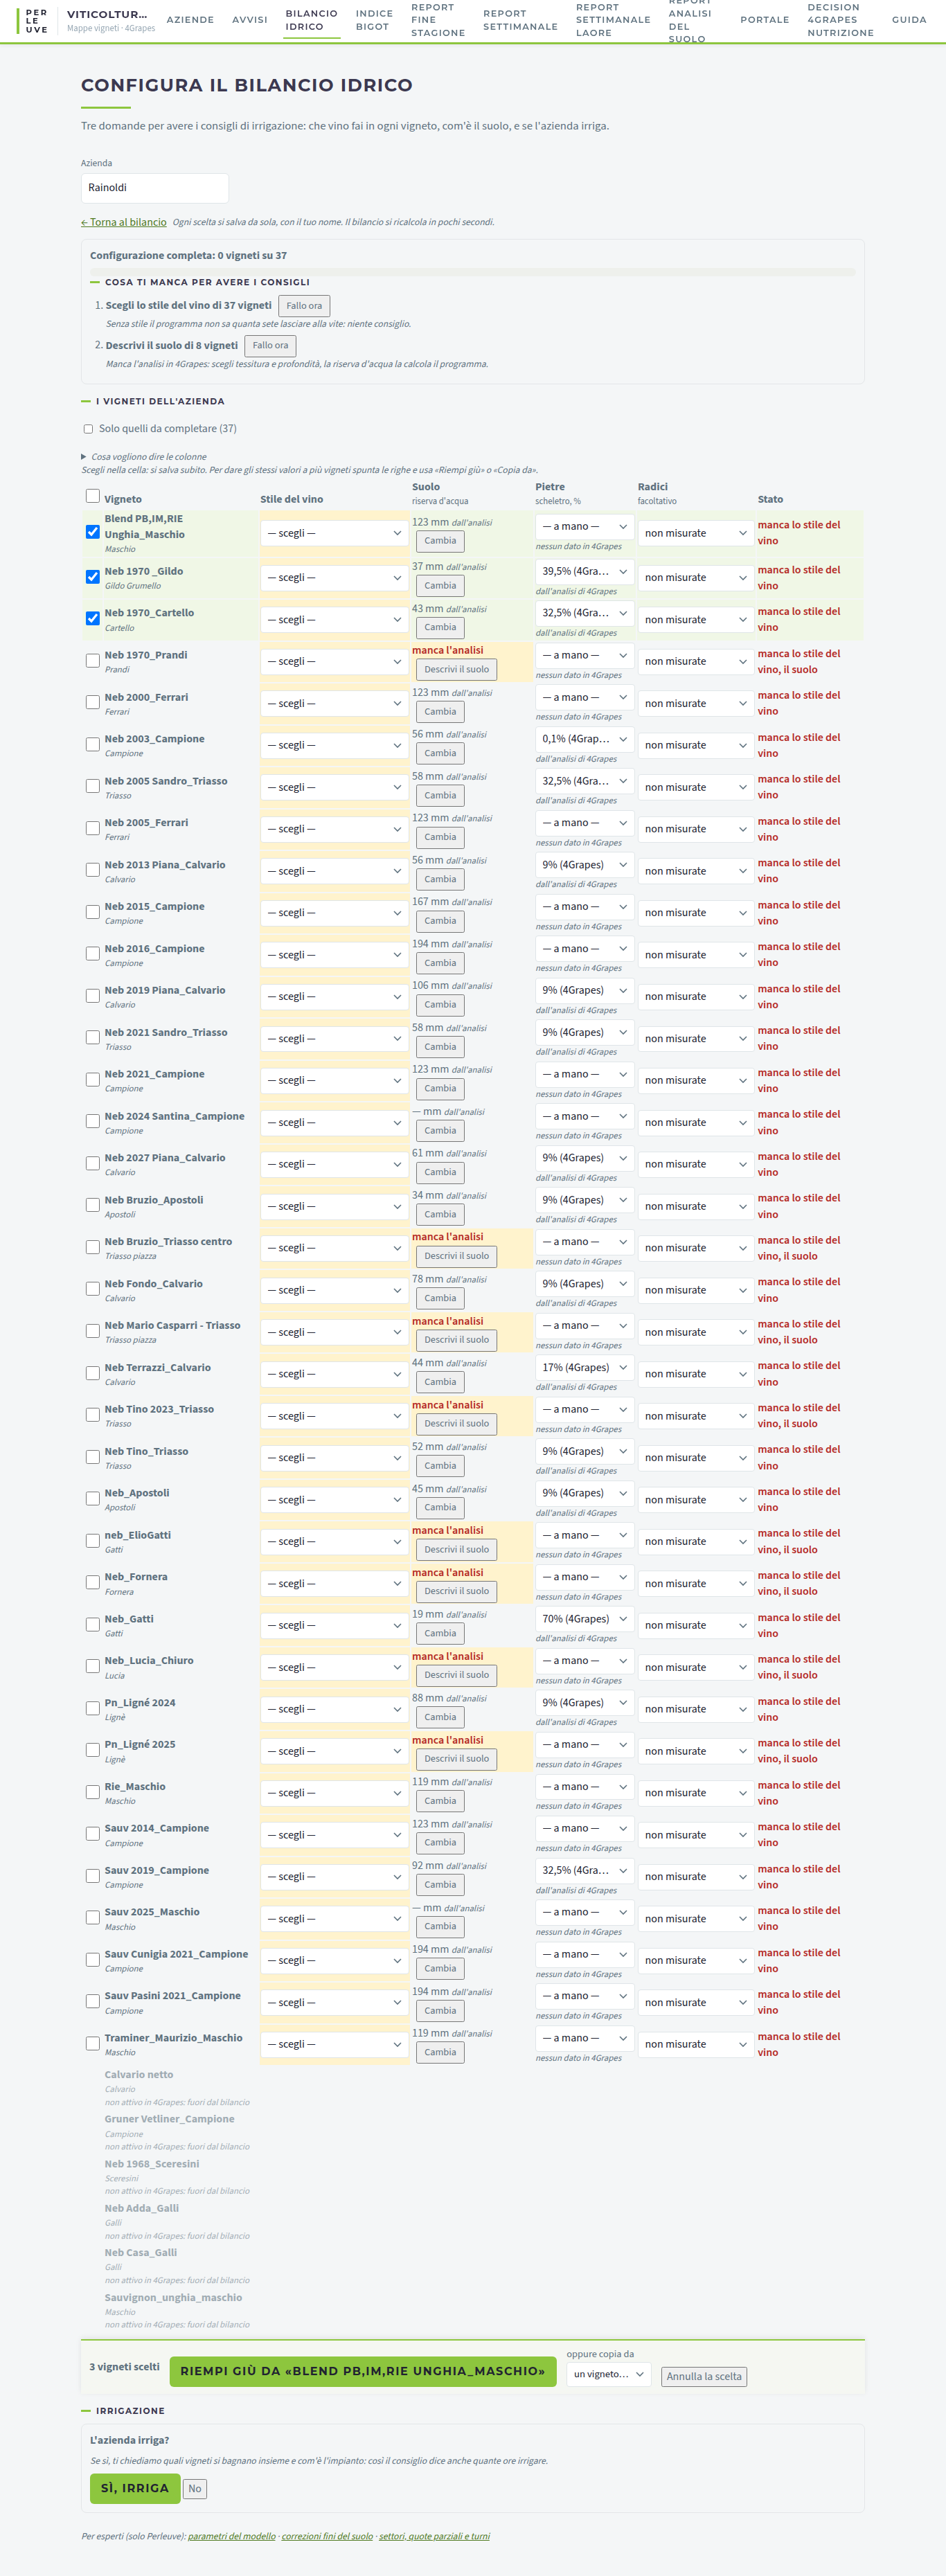 PER
LE
UVE
VITICOLTUR...
Mappe vigneti · 4Grapes
AZIENDE
AVVISI
BILANCIO
IDRICO
INDICE
BIGOT
REPORT
FINE
STAGIONE
REPORT
SETTIMANALE
REPORT
SETTIMANALE
LAORE
REPORT
ANALISI
DEL
SUOLO
PORTALE
DECISION
4GRAPES
NUTRIZIONE
GUIDA
CONFIGURA IL BILANCIO IDRICO
Tre domande per avere i consigli di irrigazione: che vino fai in ogni vigneto, com'è il suolo, e se l'azienda irriga.
Azienda
Rainoldi
← Torna al bilancio Ogni scelta si salva da sola, con il tuo nome. Il bilancio si ricalcola in pochi secondi.
Configurazione completa: 0 vigneti su 37
COSA TI MANCA PER AVERE I CONSIGLI
1. Scegli lo stile del vino di 37 vigneti Fallo ora
Senza stile il programma non sa quanta sete lasciare alla vite: niente consiglio.
2. Descrivi il suolo di 8 vigneti Fallo ora
Manca l'analisi in 4Grapes: scegli tessitura e profondità, la riserva d'acqua la calcola il programma.
I VIGNETI DELL'AZIENDA
Solo quelli da completare (37)
Cosa vogliono dire le colonne
Scegli nella cella: si salva subito. Per dare gli stessi valori a più vigneti spunta le righe e usa «Riempi giù» o «Copia da».
Vigneto Stile del vino Suolo riserva d'acqua Pietre scheletro, % Radici facoltativo Stato
Blend PB,IM,RIE Unghia_Maschio Maschio — scegli — 123 mm dall'analisi Cambia — a mano — nessun dato in 4Grapes non misurate manca lo stile del vino
Neb 1970 _Gildo Gildo Grumello — scegli — 37 mm dall'analisi Cambia 39,5% (4Gra... dall'analisi di 4Grapes non misurate manca lo stile del vino
Neb 1970_Cartello Cartello — scegli — 43 mm dall'analisi Cambia 32,5% (4Gra... dall'analisi di 4Grapes non misurate manca lo stile del vino
Neb 1970_Prandi Prandi — scegli — manca l'analisi Descrivi il suolo — a mano — nessun dato in 4Grapes non misurate manca lo stile del vino, il suolo
Neb 2000_Ferrari Ferrari — scegli — 123 mm dall'analisi Cambia — a mano — nessun dato in 4Grapes non misurate manca lo stile del vino
Neb 2003_Campione Campione — scegli — 56 mm dall'analisi Cambia 0,1% (4Grap... dall'analisi di 4Grapes non misurate manca lo stile del vino
Neb 2005 Sandro_Triasso Triasso — scegli — 58 mm dall'analisi Cambia 32,5% (4Gra... dall'analisi di 4Grapes non misurate manca lo stile del vino
Neb 2005_Ferrari Ferrari — scegli — 123 mm dall'analisi Cambia — a mano — nessun dato in 4Grapes non misurate manca lo stile del vino
Neb 2013 Piana_Calvario Calvario — scegli — 56 mm dall'analisi Cambia 9% (4Grapes) dall'analisi di 4Grapes non misurate manca lo stile del vino
Neb 2015_Campione Campione — scegli — 167 mm dall'analisi Cambia — a mano — nessun dato in 4Grapes non misurate manca lo stile del vino
Neb 2016_Campione Campione — scegli — 194 mm dall'analisi Cambia — a mano — nessun dato in 4Grapes non misurate manca lo stile del vino
Neb 2019 Piana_Calvario Calvario — scegli — 106 mm dall'analisi Cambia 9% (4Grapes) dall'analisi di 4Grapes non misurate manca lo stile del vino
Neb 2021 Sandro_Triasso Triasso — scegli — 58 mm dall'analisi Cambia 9% (4Grapes) dall'analisi di 4Grapes non misurate manca lo stile del vino
Neb 2021_Campione Campione — scegli — 123 mm dall'analisi Cambia — a mano — nessun dato in 4Grapes non misurate manca lo stile del vino
Neb 2024 Santina_Campione Campione — scegli — — mm dall'analisi Cambia — a mano — nessun dato in 4Grapes non misurate manca lo stile del vino
Neb 2027 Piana_Calvario Calvario — scegli — 61 mm dall'analisi Cambia 9% (4Grapes) dall'analisi di 4Grapes non misurate manca lo stile del vino
Neb Bruzio_Apostoli Apostoli — scegli — 34 mm dall'analisi Cambia 9% (4Grapes) dall'analisi di 4Grapes non misurate manca lo stile del vino
Neb Bruzio_Triasso centro Triasso piazza — scegli — manca l'analisi Descrivi il suolo — a mano — nessun dato in 4Grapes non misurate manca lo stile del vino, il suolo
Neb Fondo_Calvario Calvario — scegli — 78 mm dall'analisi Cambia 9% (4Grapes) dall'analisi di 4Grapes non misurate manca lo stile del vino
Neb Mario Casparri - Triasso Triasso piazza — scegli — manca l'analisi Descrivi il suolo — a mano — nessun dato in 4Grapes non misurate manca lo stile del vino, il suolo
Neb Terrazzi_Calvario Calvario — scegli — 44 mm dall'analisi Cambia 17% (4Grapes) dall'analisi di 4Grapes non misurate manca lo stile del vino
Neb Tino 2023_Triasso Triasso — scegli — manca l'analisi Descrivi il suolo — a mano — nessun dato in 4Grapes non misurate manca lo stile del vino, il suolo
Neb Tino_Triasso Triasso — scegli — 52 mm dall'analisi Cambia 9% (4Grapes) dall'analisi di 4Grapes non misurate manca lo stile del vino
Neb_Apostoli Apostoli — scegli — 45 mm dall'analisi Cambia 9% (4Grapes) dall'analisi di 4Grapes non misurate manca lo stile del vino
neb_ElioGatti Gatti — scegli — manca l'analisi Descrivi il suolo — a mano — nessun dato in 4Grapes non misurate manca lo stile del vino, il suolo
Neb_Fornera Fornera — scegli — manca l'analisi Descrivi il suolo — a mano — nessun dato in 4Grapes non misurate manca lo stile del vino, il suolo
Neb_Gatti Gatti — scegli — 19 mm dall'analisi Cambia 70% (4Grapes) dall'analisi di 4Grapes non misurate manca lo stile del vino
Neb_Lucia_Chiuro Lucia — scegli — manca l'analisi Descrivi il suolo — a mano — nessun dato in 4Grapes non misurate manca lo stile del vino, il suolo
Pn_Ligné 2024 Lignè — scegli — 88 mm dall'analisi Cambia 9% (4Grapes) dall'analisi di 4Grapes non misurate manca lo stile del vino
Pn_Ligné 2025 Lignè — scegli — manca l'analisi Descrivi il suolo — a mano — nessun dato in 4Grapes non misurate manca lo stile del vino, il suolo
Rie_Maschio Maschio — scegli — 119 mm dall'analisi Cambia — a mano — nessun dato in 4Grapes non misurate manca lo stile del vino
Sauv 2014_Campione Campione — scegli — 123 mm dall'analisi Cambia — a mano — nessun dato in 4Grapes non misurate manca lo stile del vino
Sauv 2019_Campione Campione — scegli — 92 mm dall'analisi Cambia 32,5% (4Gra... dall'analisi di 4Grapes non misurate manca lo stile del vino
Sauv 2025_Maschio Maschio — scegli — — mm dall'analisi Cambia — a mano — nessun dato in 4Grapes non misurate manca lo stile del vino
Sauv Cunigia 2021_Campione Campione — scegli — 194 mm dall'analisi Cambia — a mano — nessun dato in 4Grapes non misurate manca lo stile del vino
Sauv Pasini 2021_Campione Campione — scegli — 194 mm dall'analisi Cambia — a mano — nessun dato in 4Grapes non misurate manca lo stile del vino
Traminer_Maurizio_Maschio Maschio — scegli — 119 mm dall'analisi Cambia — a mano — nessun dato in 4Grapes non misurate manca lo stile del vino
Calvario netto
Calvario
non attivo in 4Grapes: fuori dal bilancio
Gruner Vetliner_Campione
Campione
non attivo in 4Grapes: fuori dal bilancio
Neb 1968_Sceresini
Sceresini
non attivo in 4Grapes: fuori dal bilancio
Neb Adda_Galli
Galli
non attivo in 4Grapes: fuori dal bilancio
Neb Casa_Galli
Galli
non attivo in 4Grapes: fuori dal bilancio
Sauvignon_unghia_maschio
Maschio
non attivo in 4Grapes: fuori dal bilancio
3 vigneti scelti
RIEMPI GIÙ DA «BLEND PB,IM,RIE UNGHIA_MASCHIO»
oppure copia da
un vigneto...
Annulla la scelta
IRRIGAZIONE
L'azienda irriga?
Se sì, ti chiediamo quali vigneti si bagnano insieme e com'è l'impianto: così il consiglio dice anche quante ore irrigare.
SÌ, IRRIGA No
Per esperti (solo Perleuve): parametri del modello · correzioni fini del suolo · settori, quote parziali e turni